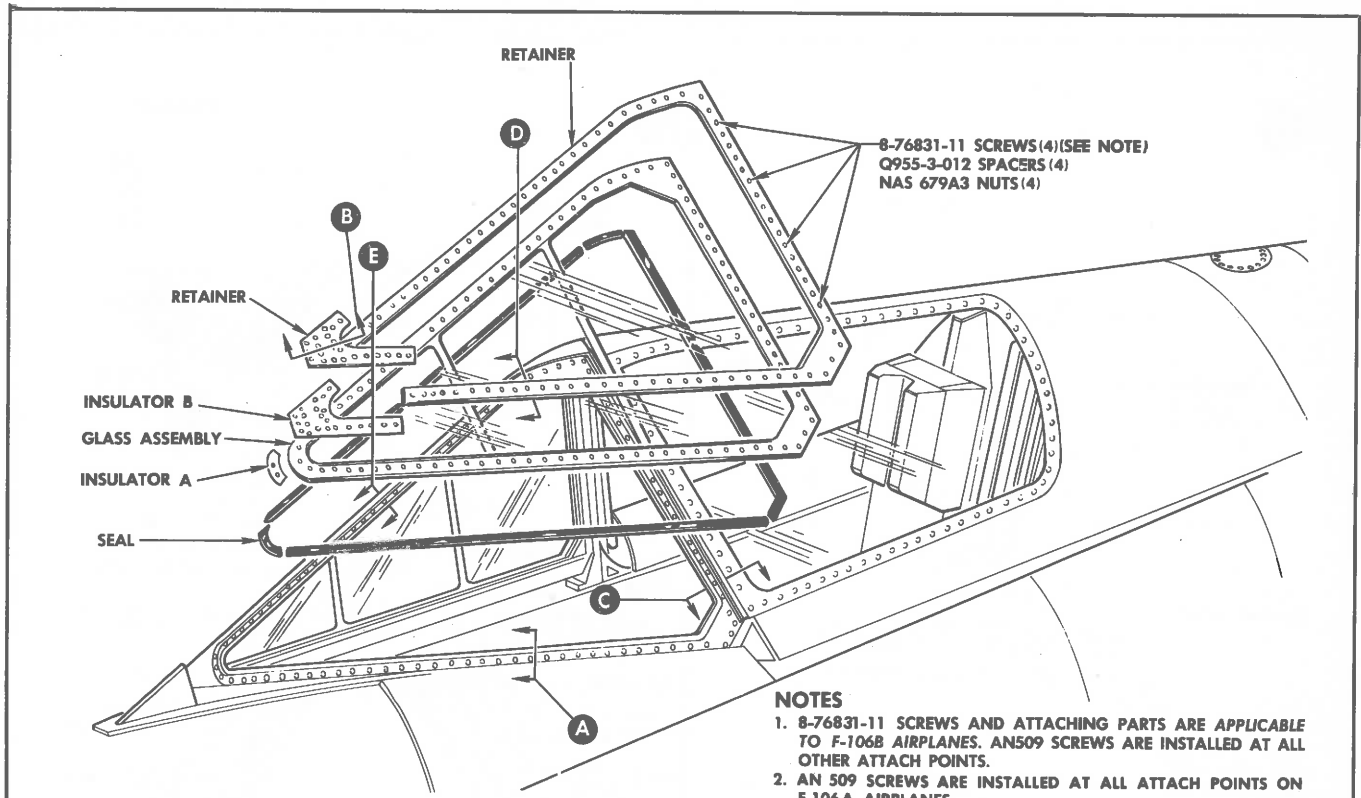 RETAINER
D
8-76831-11 SCREWS (4)(SEE NOTE)
Q955-3-012 SPACERS (4)
NAS 679A3 NUTS (4)
B
E
RETAINER
INSULATOR B
GLASS ASSEMBLY
INSULATOR A
SEAL
C
A
NOTES
1. 8-76831-11 SCREWS AND ATTACHING PARTS ARE APPLICABLE
TO F-106B AIRPLANES. AN509 SCREWS ARE INSTALLED AT ALL
OTHER ATTACH POINTS.
2. AN 509 SCREWS ARE INSTALLED AT ALL ATTACH POINTS ON
F-106A AIRPLANES